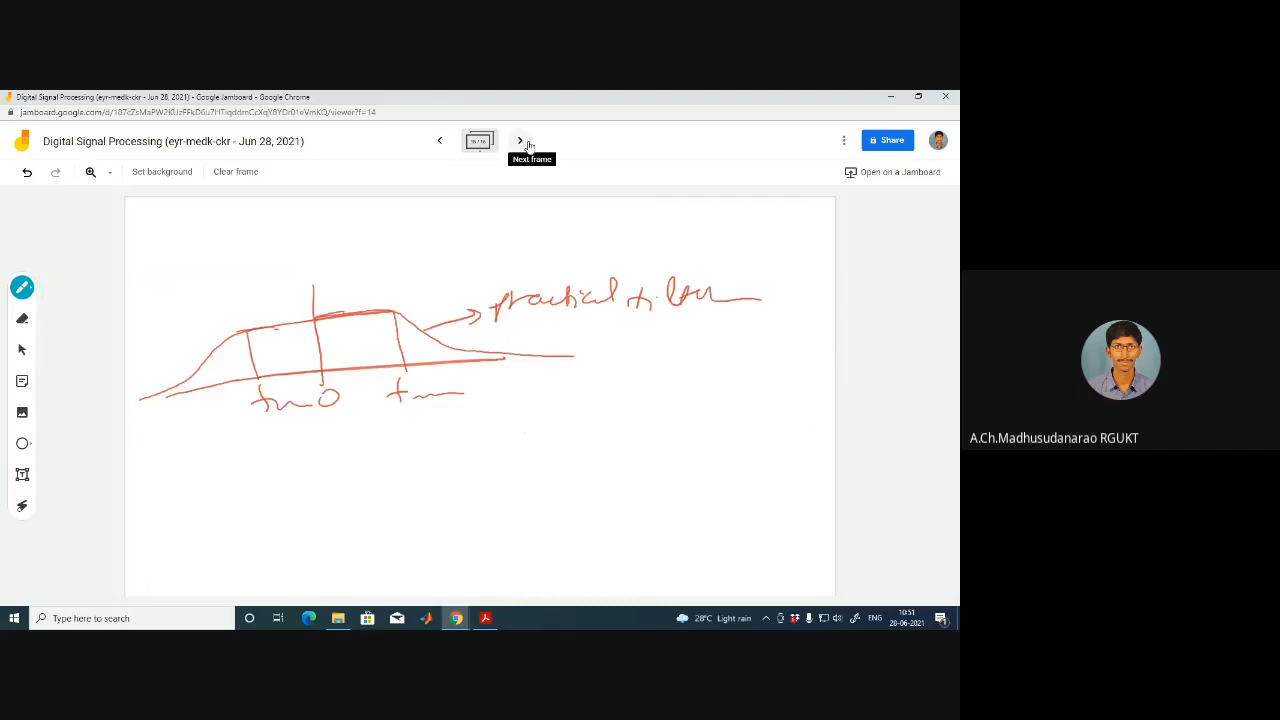 Digital Signal Processing (eyr-medk-ckr - Jun 28, 2021) - Google Jamboard - Google Chrome
Digital Signal Processing (eyr-medk-ckr - Jun 28, 2021)
16 / 16
Next frame
Share
Set background
Clear frame
Open on a Jamboard
practical filter
0
fm
A.Ch.Madhusudanarao RGUKT
Type here to search
28°C Light rain
ENG
10:51
28-06-2021